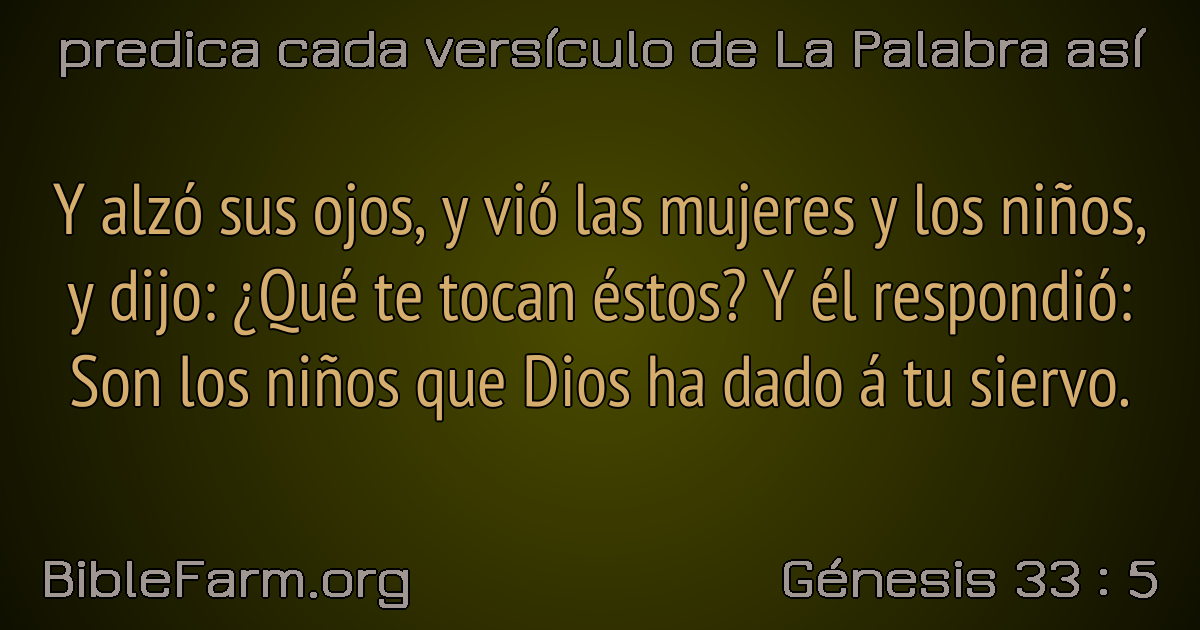 predica cada versículo de La Palabra así
Y alzó sus ojos, y vió las mujeres y los niños,
y dijo: ¿Qué te tocan éstos? Y él respondió:
Son los niños que Dios ha dado á tu siervo.
BibleFarm.org
Génesis 33 : 5